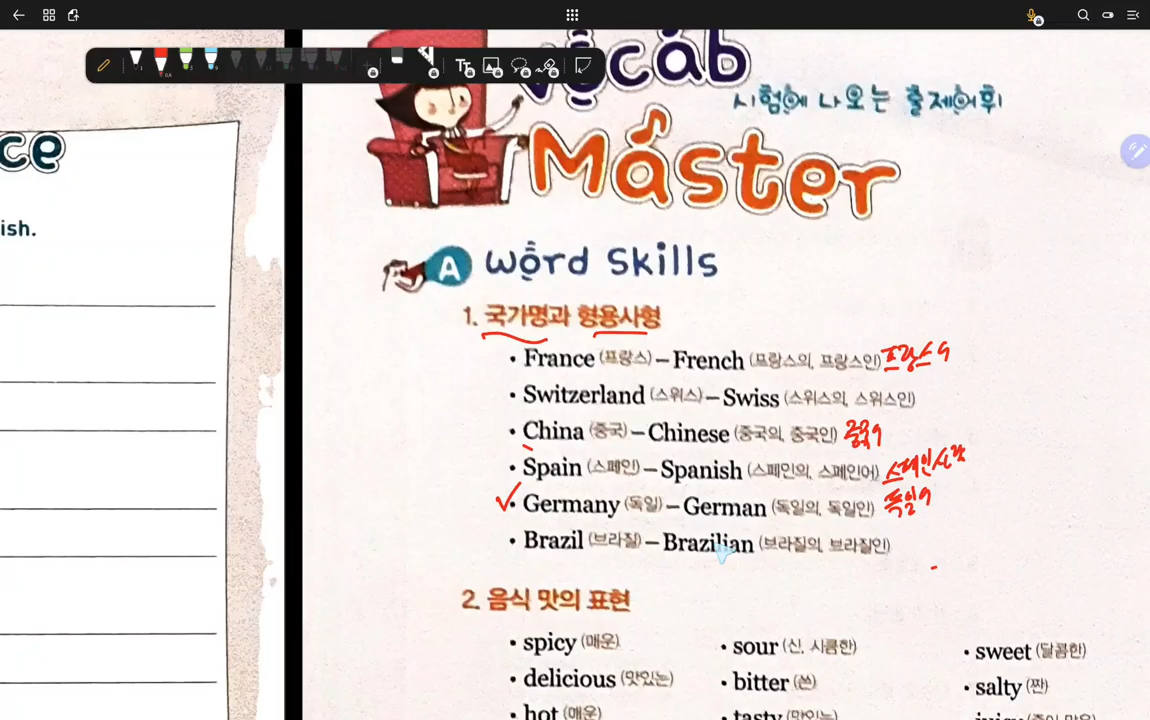 ce
ish.
Vocab
시험에 나오는 출제어휘
Master
A Word Skills
1. 국가명과 형용사형
• France (프랑스) – French (프랑스의, 프랑스인) 프랑스어
• Switzerland (스위스) – Swiss (스위스의, 스위스인)
• China (중국) – Chinese (중국의, 중국인) 중국어
• Spain (스페인) – Spanish (스페인의, 스페인어) 스페인사람
• Germany (독일) – German (독일의, 독일인) 독일어
• Brazil (브라질) – Brazilian (브라질의, 브라질인)
2. 음식 맛의 표현
• spicy (매운) • sour (신, 시큼한) • sweet (달콤한)
• delicious (맛있는) • bitter (쓴) • salty (짠)
• hot (매운) tasty (맛있는)